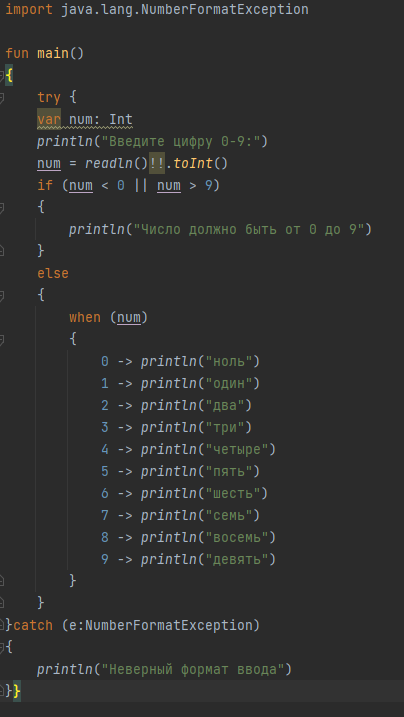 import java.lang.NumberFormatException
fun main()
{
try {
var num: Int
println("Введите цифру 0-9:")
num = readln()!!.toInt()
if (num < 0 || num > 9)
{
println("Число должно быть от 0 до 9")
}
else
{
when (num)
{
0 -> println("ноль")
1 -> println("один")
2 -> println("два")
3 -> println("три")
4 -> println("четыре")
5 -> println("пять")
6 -> println("шесть")
7 -> println("семь")
8 -> println("восемь")
9 -> println("девять")
}
}
}catch (e:NumberFormatException)
{
println("Неверный формат ввода")
}}